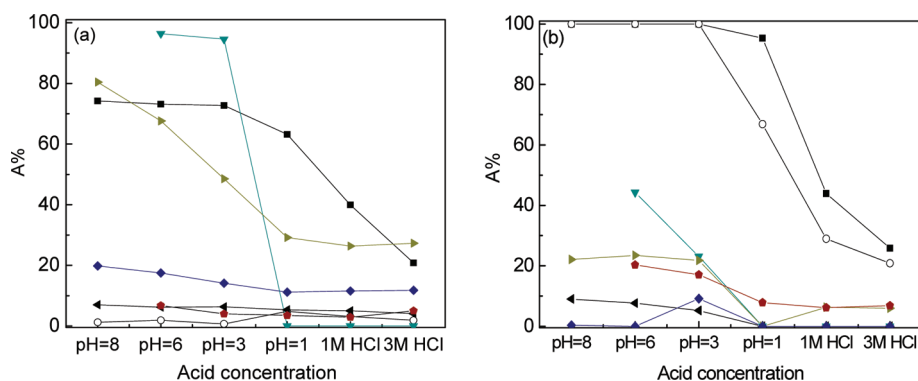 (a)
100
80
60
40
20
0
A%
pH=8 pH=6 pH=3 pH=1 1M HCl 3M HCl
Acid concentration
(b)
100
80
60
40
20
0
A%
pH=8 pH=6 pH=3 pH=1 1M HCl 3M HCl
Acid concentration